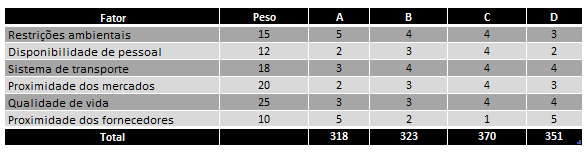 Fator Peso A B C D
Restrições ambientais 15 5 4 4 3
Disponibilidade de pessoal 12 2 3 4 2
Sistema de transporte 18 3 4 4 4
Proximidade dos mercados 20 2 3 4 3
Qualidade de vida 25 3 3 4 4
Proximidade dos fornecedores 10 5 2 1 5
Total 318 323 370 351